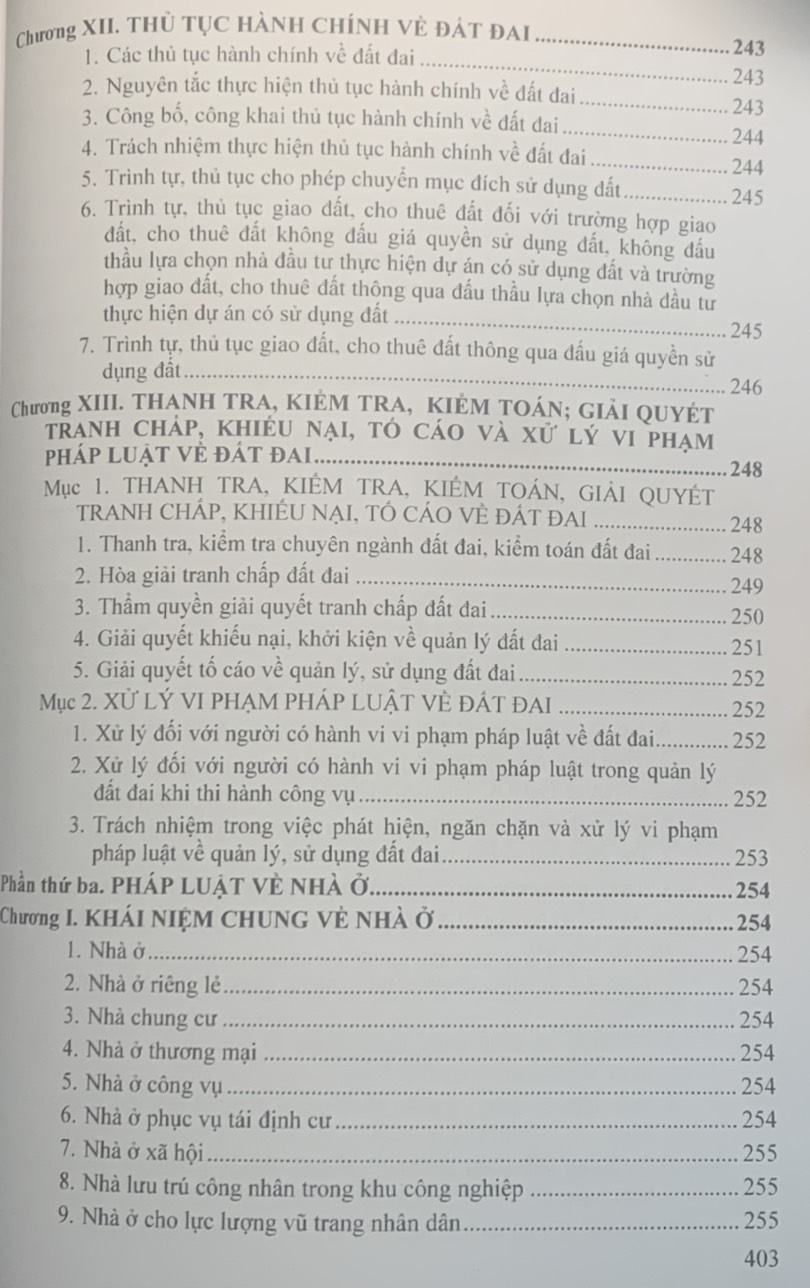 Chương XII. THỦ TỤC HÀNH CHÍNH VỀ ĐẤT ĐAI ........ 243
1. Các thủ tục hành chính về đất đai ........ 243
2. Nguyên tắc thực hiện thủ tục hành chính về đất đai ........ 243
3. Công bố, công khai thủ tục hành chính về đất đai ........ 244
4. Trách nhiệm thực hiện thủ tục hành chính về đất đai ........ 244
5. Trình tự, thủ tục cho phép chuyển mục đích sử dụng đất ........ 245
6. Trình tự, thủ tục giao đất, cho thuê đất đối với trường hợp giao
đất, cho thuê đất không đấu giá quyền sử dụng đất, không đấu
thầu lựa chọn nhà đầu tư thực hiện dự án có sử dụng đất và trường
hợp giao đất, cho thuê đất thông qua đấu thầu lựa chọn nhà đầu tư
thực hiện dự án có sử dụng đất ........ 245
7. Trình tự, thủ tục giao đất, cho thuê đất thông qua đấu giá quyền sử
dụng đất ........ 246
Chương XIII. THANH TRA, KIỂM TRA, KIỂM TOÁN; GIẢI QUYẾT
TRANH CHẤP, KHIẾU NẠI, TỐ CÁO VÀ XỬ LÝ VI PHẠM
PHÁP LUẬT VỀ ĐẤT ĐAI ........ 248
Mục 1. THANH TRA, KIỂM TRA, KIỂM TOÁN, GIẢI QUYẾT
TRANH CHẤP, KHIẾU NẠI, TỐ CÁO VỀ ĐẤT ĐAI ........ 248
1. Thanh tra, kiểm tra chuyên ngành đất đai, kiểm toán đất đai ........ 248
2. Hòa giải tranh chấp đất đai ........ 249
3. Thẩm quyền giải quyết tranh chấp đất đai ........ 250
4. Giải quyết khiếu nại, khởi kiện về quản lý đất đai ........ 251
5. Giải quyết tố cáo về quản lý, sử dụng đất đai ........ 252
Mục 2. XỬ LÝ VI PHẠM PHÁP LUẬT VỀ ĐẤT ĐAI ........ 252
1. Xử lý đối với người có hành vi vi phạm pháp luật về đất đai ........ 252
2. Xử lý đối với người có hành vi vi phạm pháp luật trong quản lý
đất đai khi thi hành công vụ ........ 252
3. Trách nhiệm trong việc phát hiện, ngăn chặn và xử lý vi phạm
pháp luật về quản lý, sử dụng đất đai ........ 253
Phần thứ ba. PHÁP LUẬT VỀ NHÀ Ở ........ 254
Chương I. KHÁI NIỆM CHUNG VỀ NHÀ Ở ........ 254
1. Nhà ở ........ 254
2. Nhà ở riêng lẻ ........ 254
3. Nhà chung cư ........ 254
4. Nhà ở thương mại ........ 254
5. Nhà ở công vụ ........ 254
6. Nhà ở phục vụ tái định cư ........ 254
7. Nhà ở xã hội ........ 255
8. Nhà lưu trú công nhân trong khu công nghiệp ........ 255
9. Nhà ở cho lực lượng vũ trang nhân dân ........ 255
403